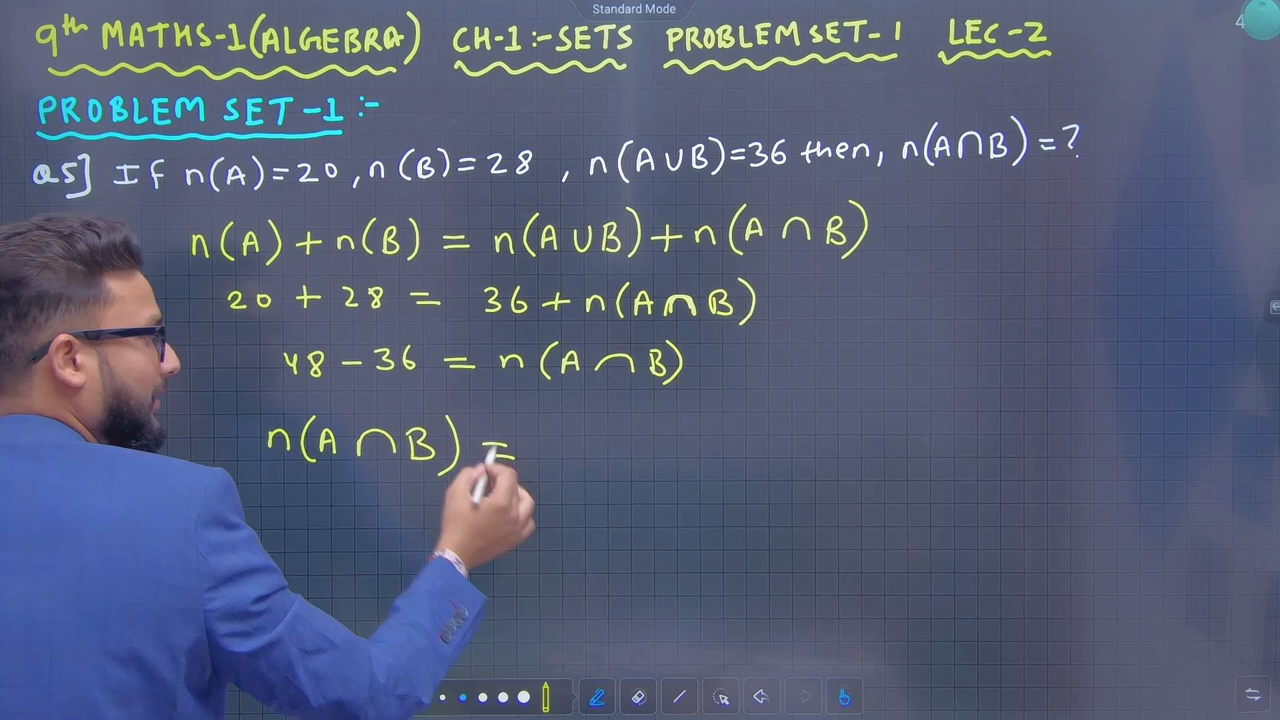 Standard Mode
9th MATHS-1(ALGEBRA) CH-1:-SETS PROBLEM SET-1 LEC-2
PROBLEM SET-1:-
Q5] If n(A)=20, n(B)=28, n(A∪B)=36 then, n(A∩B)=?
n(A)+n(B) = n(A∪B)+n(A∩B)
20 + 28 = 36+n(A∩B)
48-36 = n(A∩B)
n(A∩B) =